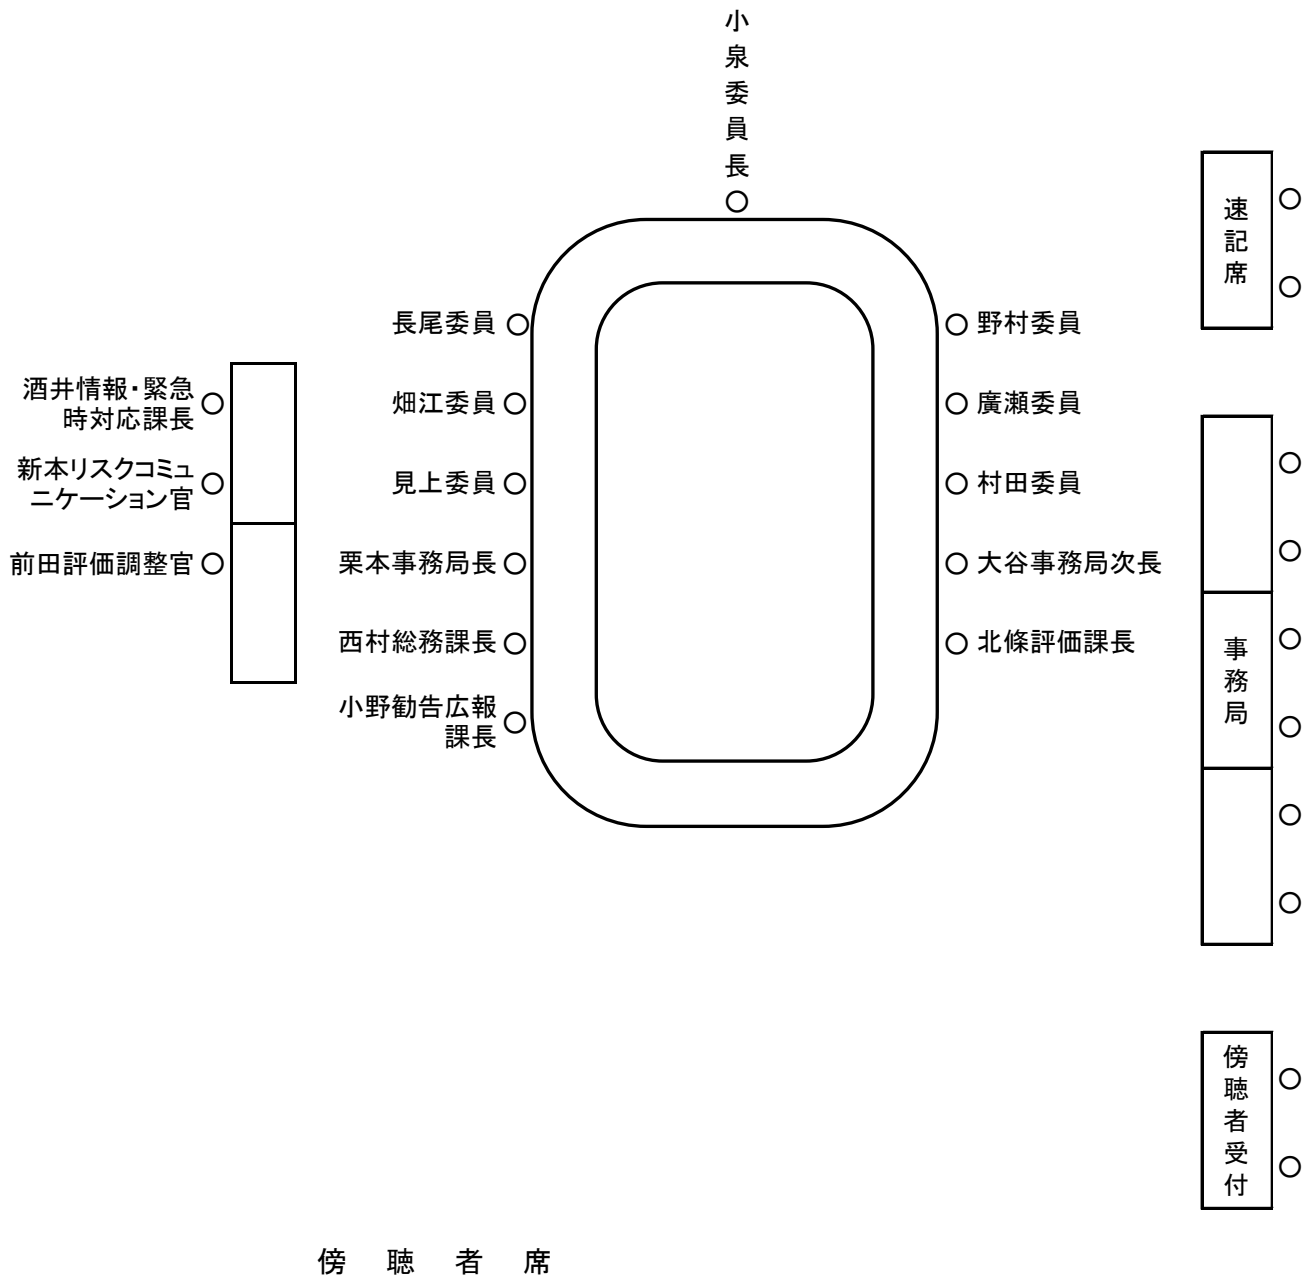 小泉委員長
速記席
長尾委員
野村委員
酒井情報・緊急
時対応課長
畑江委員
廣瀬委員
新本リスクコミュ
ニケーション官
見上委員
村田委員
前田評価調整官
栗本事務局長
大谷事務局次長
西村総務課長
北條評価課長
事務局
小野勧告広報
課長
傍聴者受付
傍聴者席